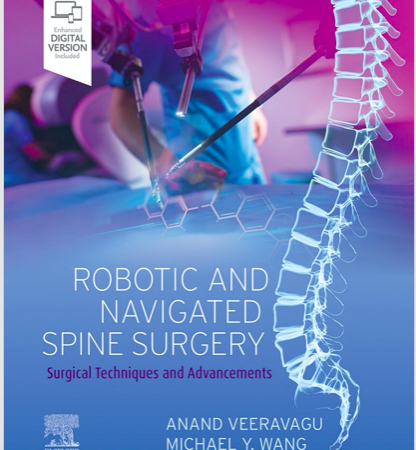 Enhanced
DIGITAL
VERSION
Included
ROBOTIC AND
NAVIGATED
SPINE SURGERY
Surgical Techniques and Advancements
ANAND VEERAVAGU
MICHAEL Y. WANG